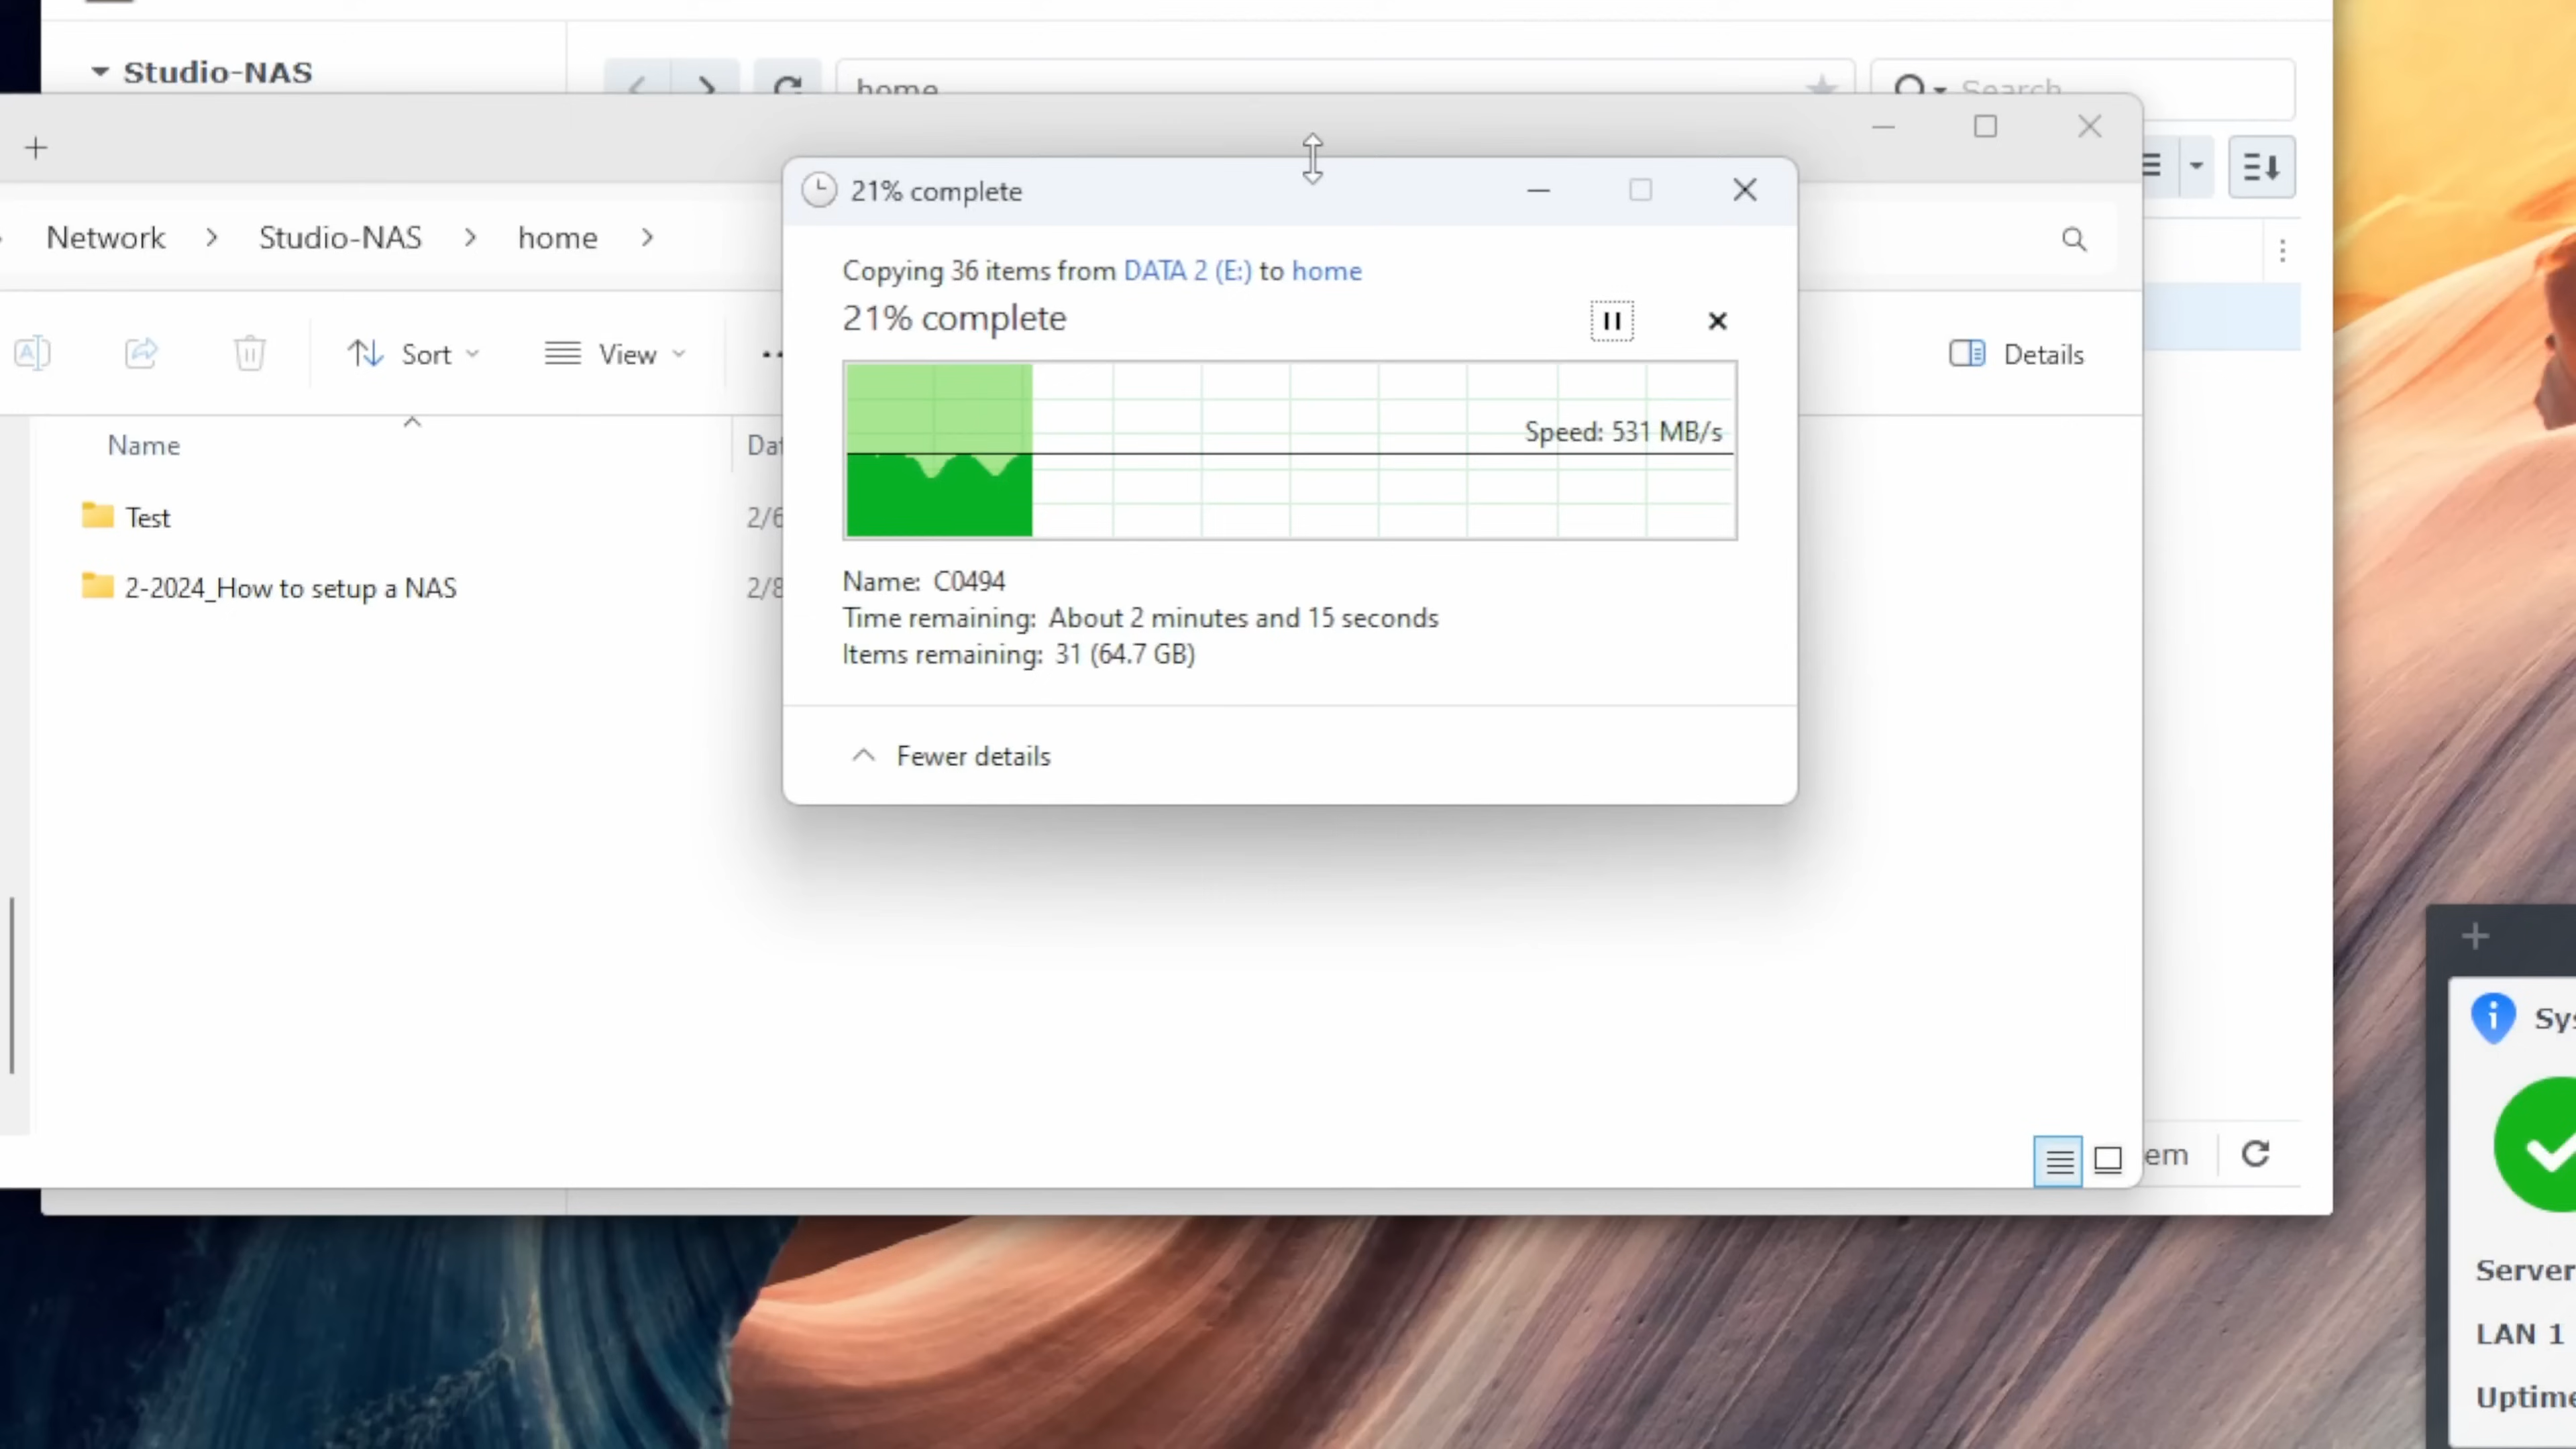 Studio-NAS
home
Search
21% complete
Network
Studio-NAS
home
Copying 36 items from DATA 2 (E:) to home
21% complete
Sort
View
Details
Speed: 531 MB/s
Name
Test
2/6
2-2024_How to setup a NAS
2/8
Name: C0494
Time remaining: About 2 minutes and 15 seconds
Items remaining: 31 (64.7 GB)
Fewer details
em
Server
LAN 1